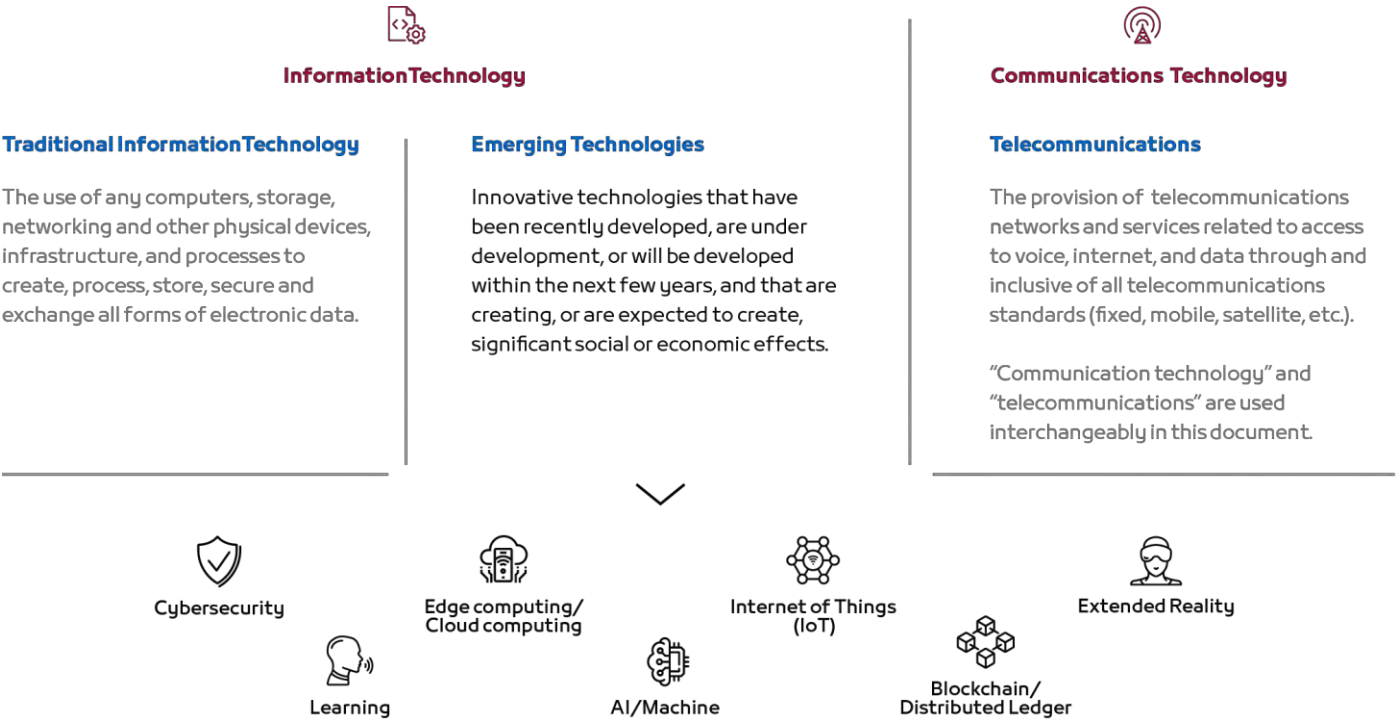 Information Technology
Communications Technology
Traditional Information Technology
The use of any computers, storage,
networking and other physical devices,
infrastructure, and processes to
create, process, store, secure and
exchange all forms of electronic data.
Emerging Technologies
Innovative technologies that have
been recently developed, are under
development, or will be developed
within the next few years, and that are
creating, or are expected to create,
significant social or economic effects.
Telecommunications
The provision of telecommunications
networks and services related to access
to voice, internet, and data through and
inclusive of all telecommunications
standards (fixed, mobile, satellite, etc.).
“Communication technology” and
“telecommunications” are used
interchangeably in this document.
Cybersecurity
Edge computing/
Cloud computing
Internet of Things
(IoT)
Extended Reality
Learning
AI/Machine
Blockchain/
Distributed Ledger